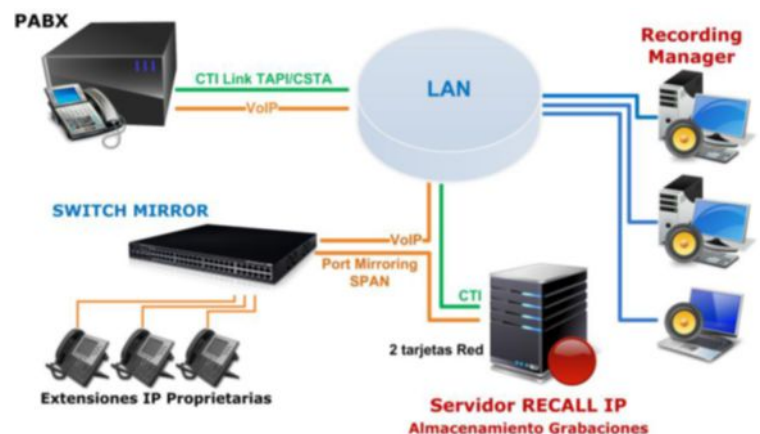 PABX
CTI Link TAPI/CSTA
VoIP
LAN
Recording
Manager
SWITCH MIRROR
VoIP
Port Mirroring
SPAN
CTI
2 tarjetas Red
Extensiones IP Proprietarias
Servidor RECALL IP
Almacenamiento Grabaciones